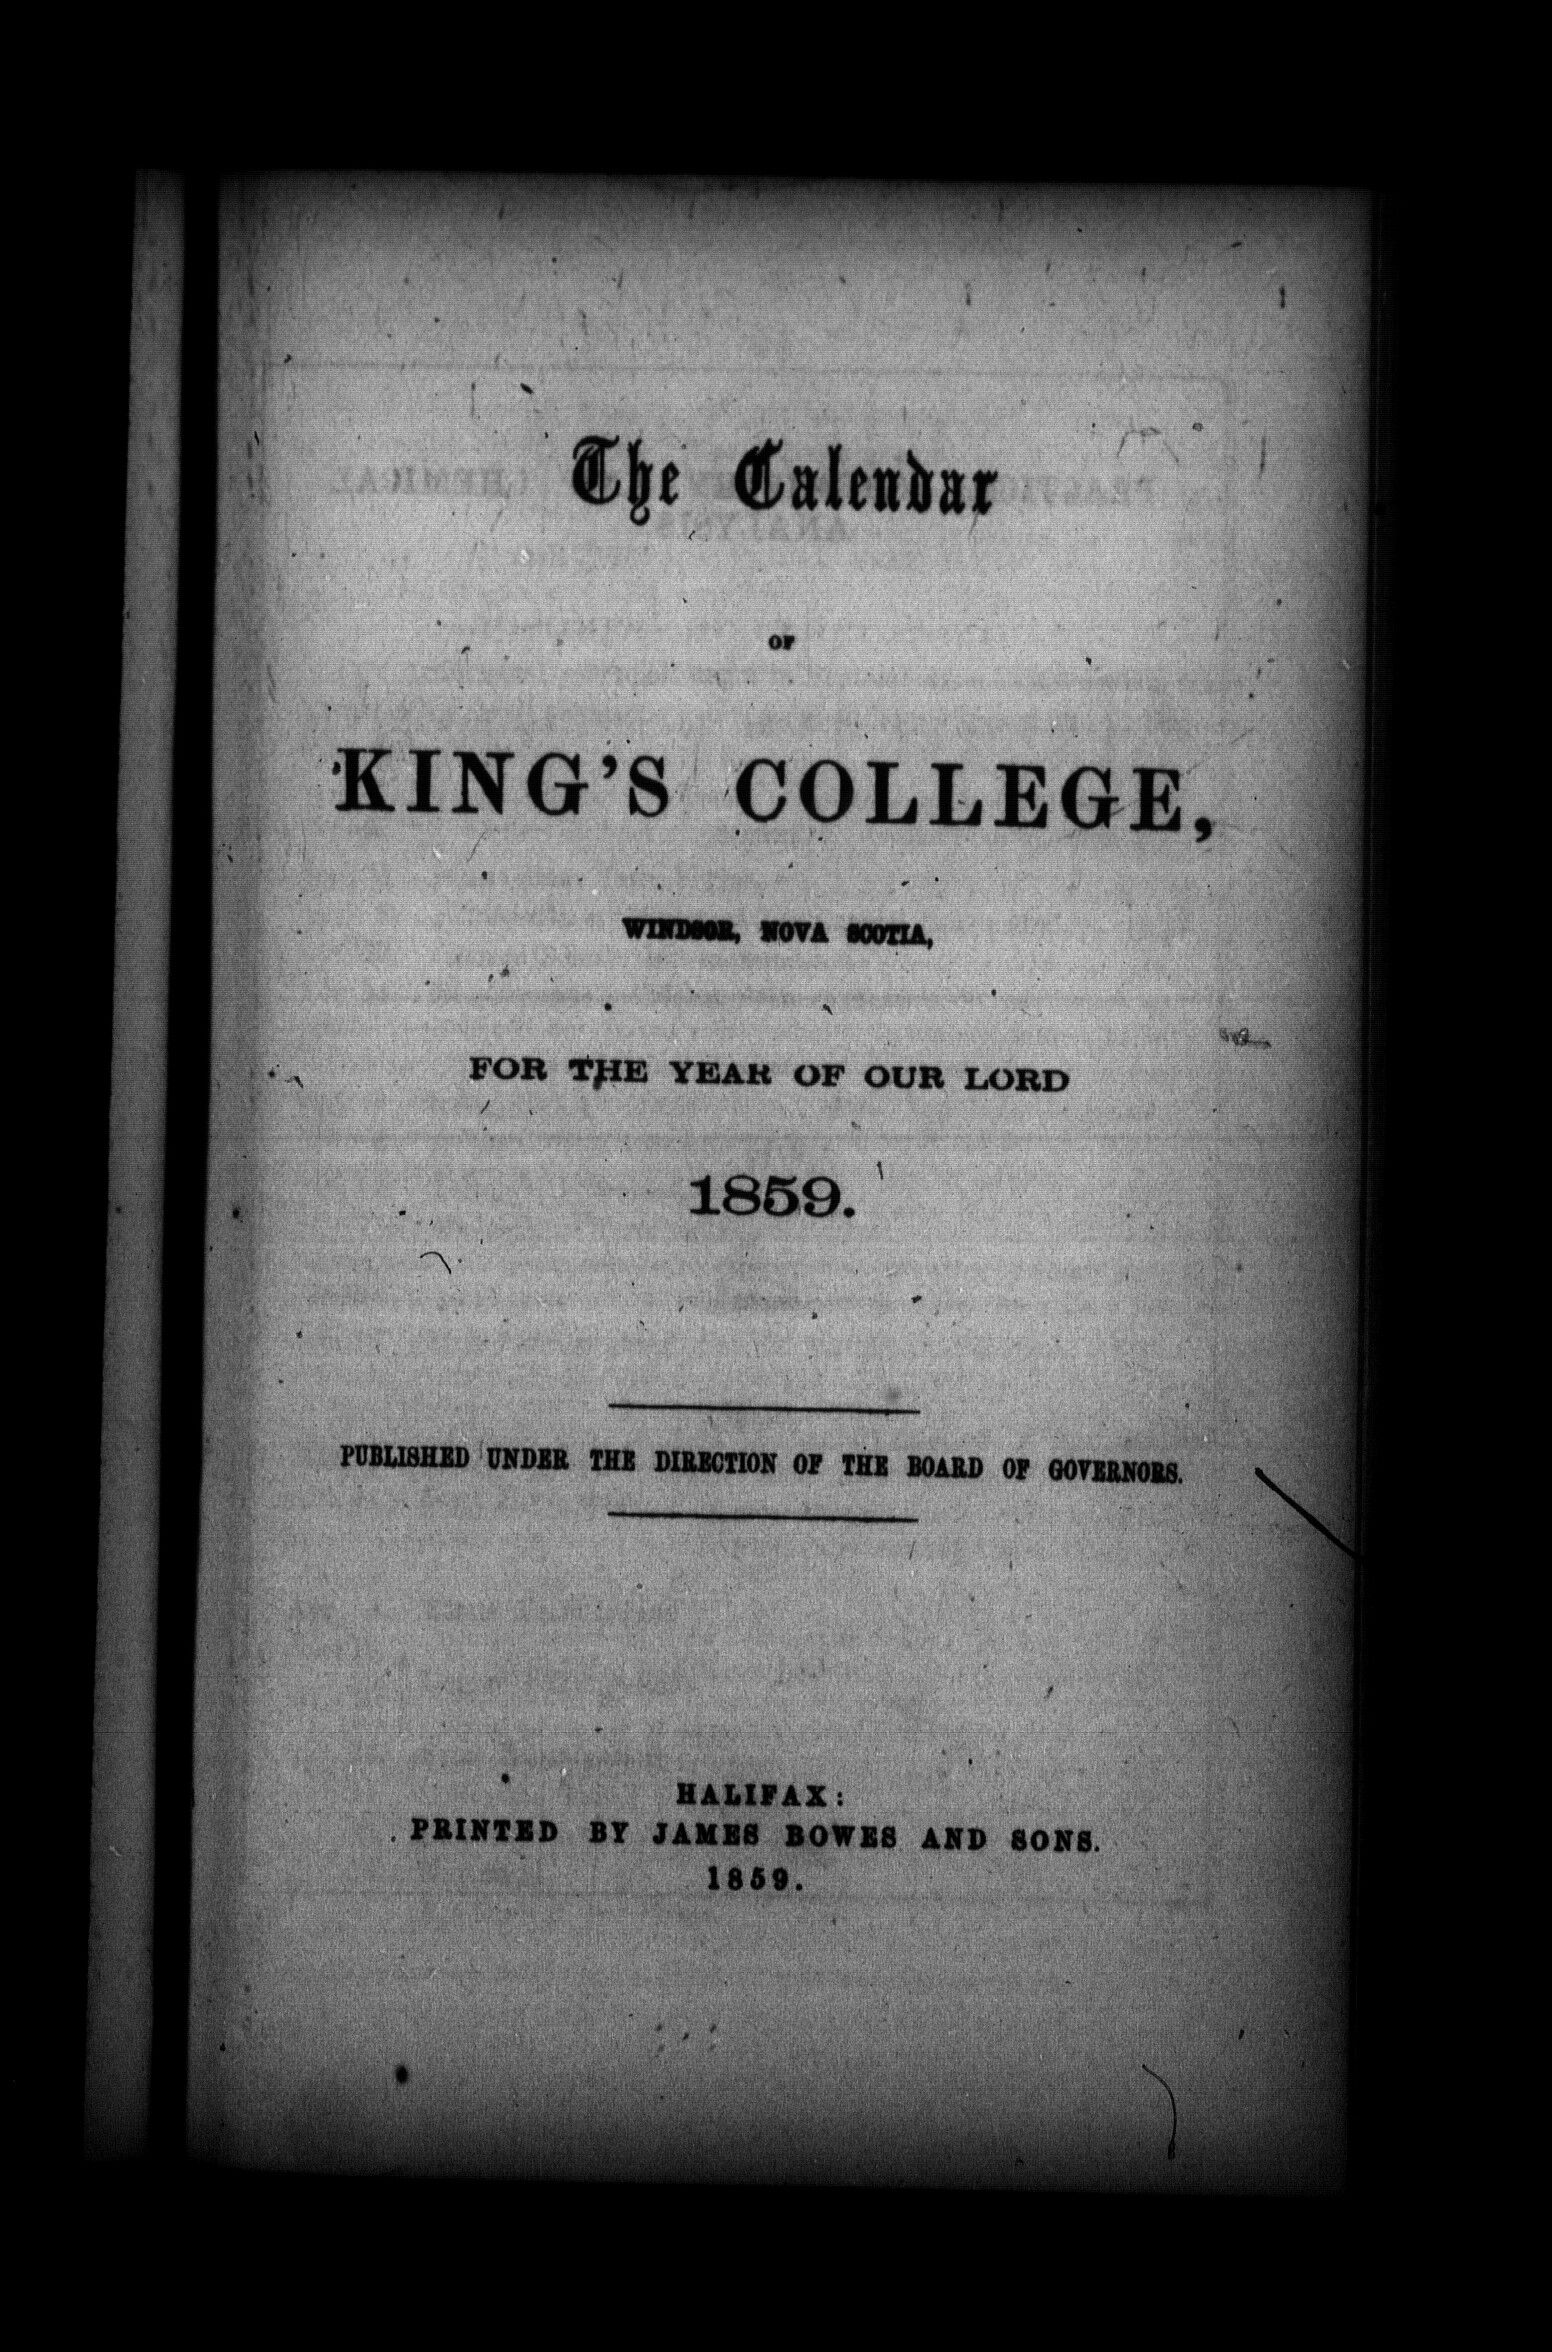 The Calendar
OF
KING'S COLLEGE,
WINDSOR, NOVA SCOTIA,
FOR THE YEAR OF OUR LORD
1859.
PUBLISHED UNDER THE DIRECTION OF THE BOARD OF GOVERNORS.
HALIFAX:
PRINTED BY JAMES BOWES AND SONS.
1859.